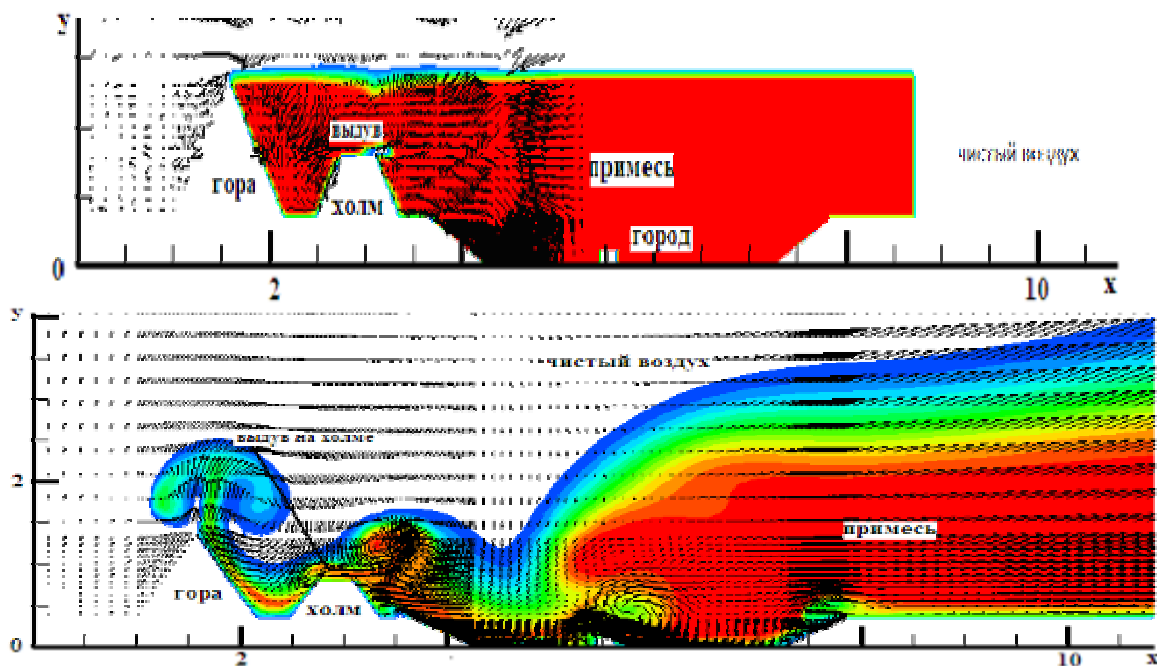 y
выдув
гора
холм
примесь
чистый воздух
город
0
2
10
x
y
чистый воздух
выдув на холме
2
примесь
гора
холм
0
2
10
x